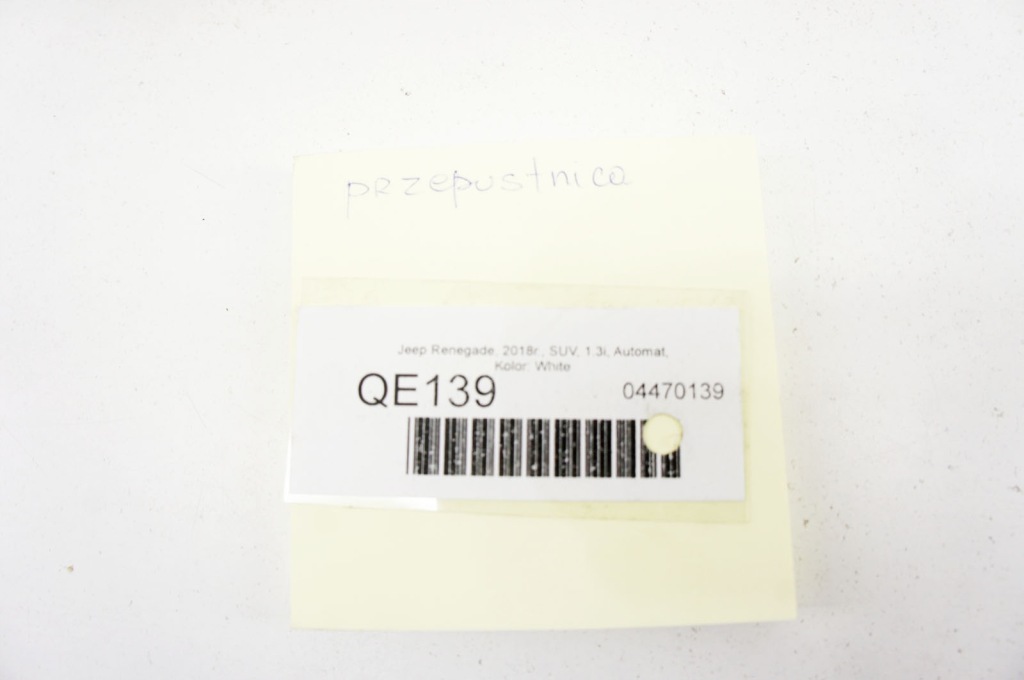 przepustnica
Jeep Renegade, 2018r., SUV, 1.3i, Automat,
Kolor: White
QE139 04470139